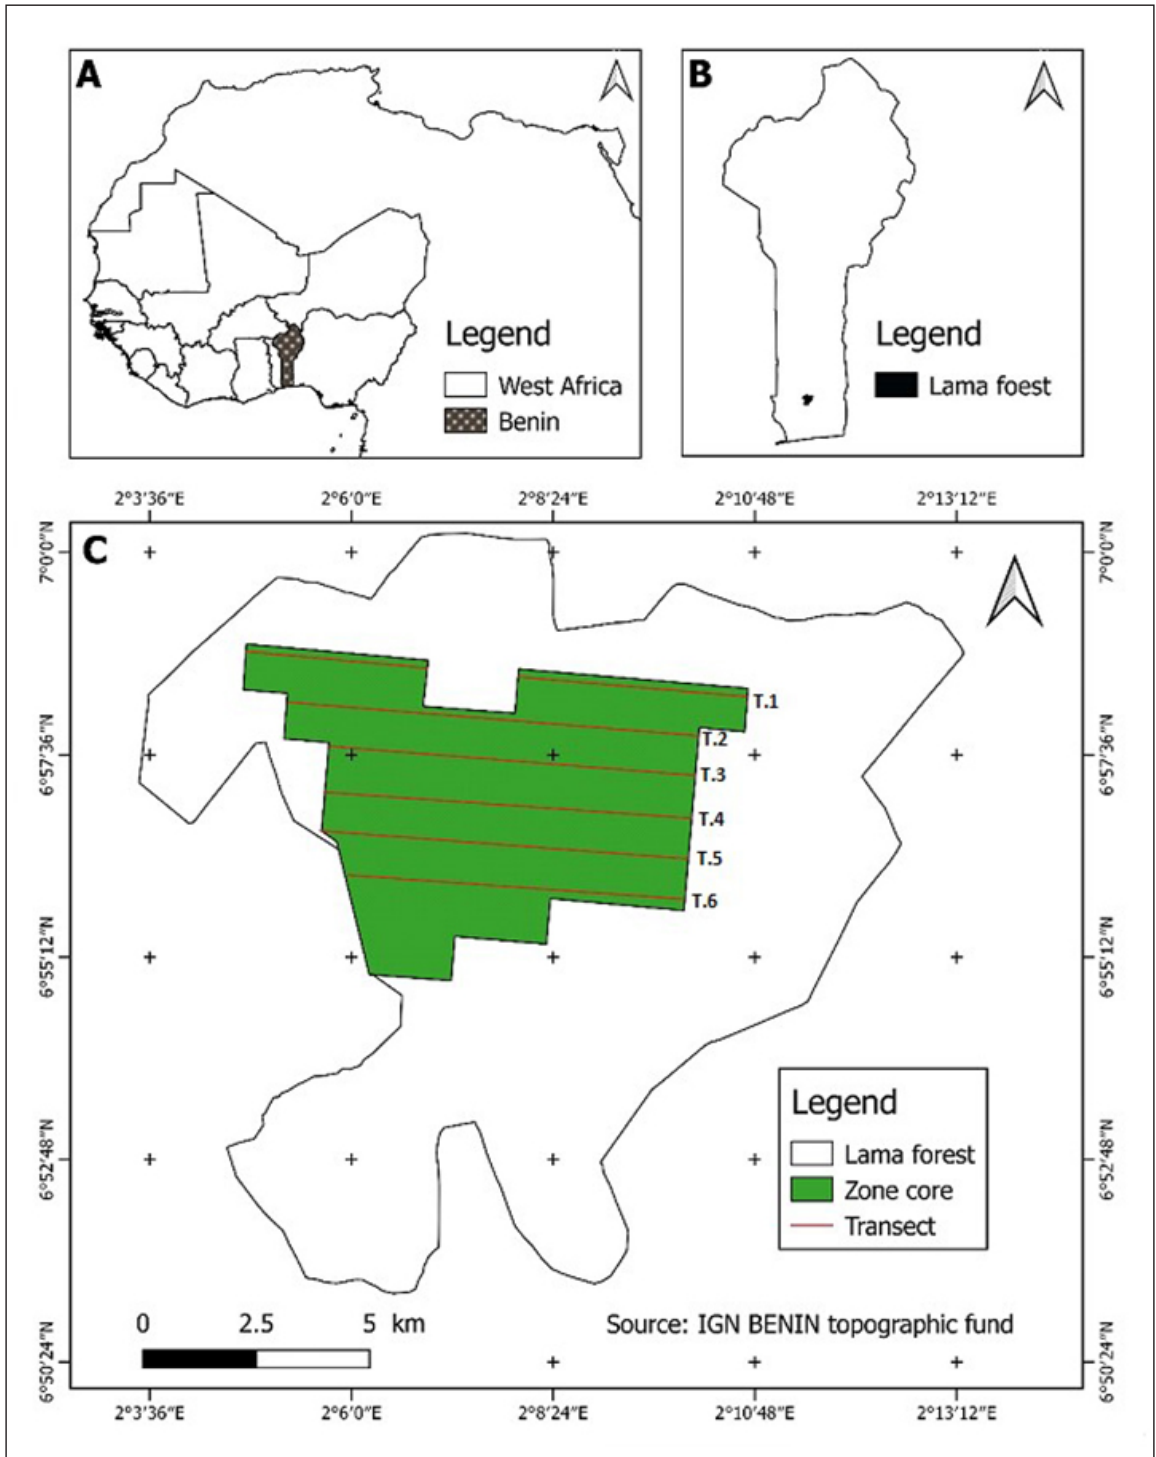 A
Legend
West Africa
Benin
B
Legend
Lama foest
2°3'36"E 2°6'0"E 2°8'24"E 2°10'48"E 2°13'12"E
C
7°0'0"N
7°0'0"N
T.1
T.2
6°57'36"N
6°57'36"N
T.3
T.4
T.5
T.6
6°55'12"N
6°55'12"N
Legend
Lama forest
Zone core
Transect
6°52'48"N
6°52'48"N
0 2.5 5 km
Source: IGN BENIN topographic fund
6°50'24"N
6°50'24"N
2°3'36"E 2°6'0"E 2°8'24"E 2°10'48"E 2°13'12"E